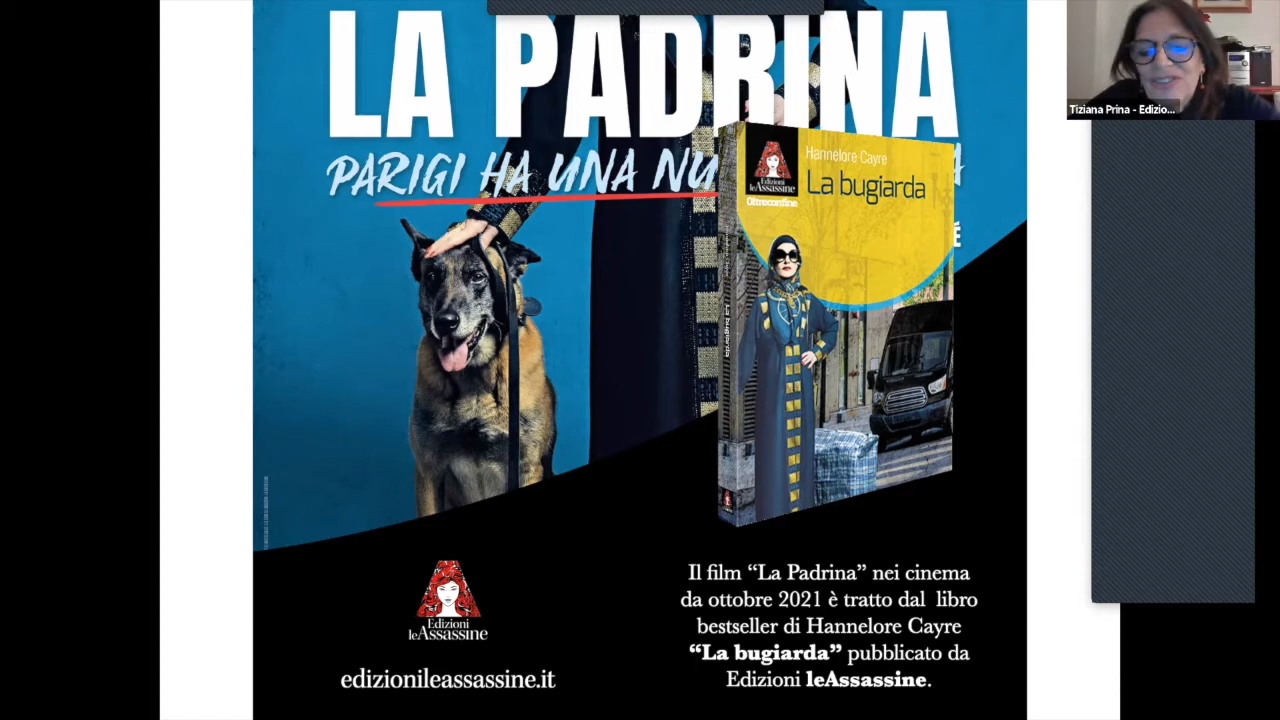 LA PADRINA
PARIGI HA UNA NU
É
Tiziana Prina - Edizio...
Edizioni
leAssassine
Oltreconfine
Hannelore Cayre
La bugiarda
La bugiarda
Edizioni
leAssassine
edizionileassassine.it
Il film “La Padrina” nei cinema
da ottobre 2021 è tratto dal libro
bestseller di Hannelore Cayre
“La bugiarda” pubblicato da
Edizioni leAssassine.